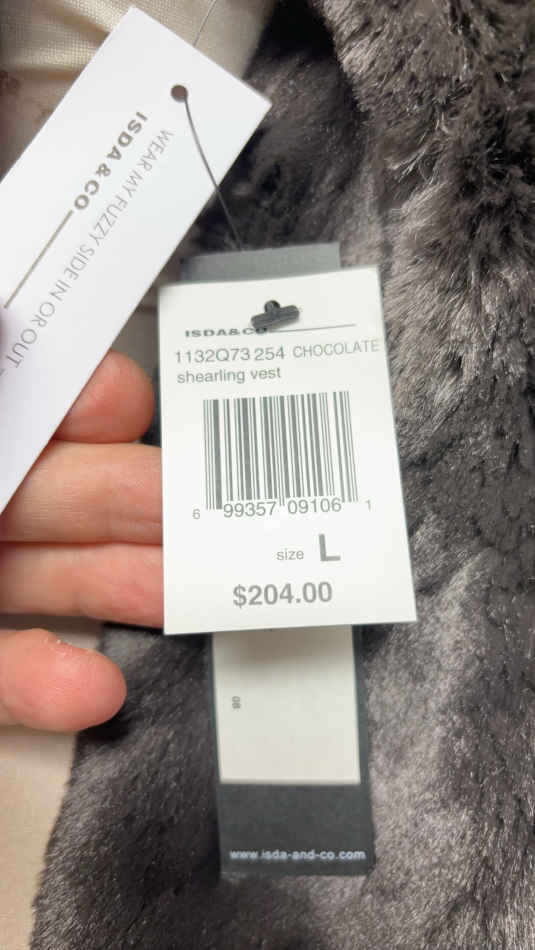 ISDA&CO
WEAR MY FUZZY SIDE IN OR OUT
ISDA&CO
1132Q73 254 CHOCOLATE
shearling vest
6 99357 09106 1
size L
$204.00
08
www.isda-and-co.com